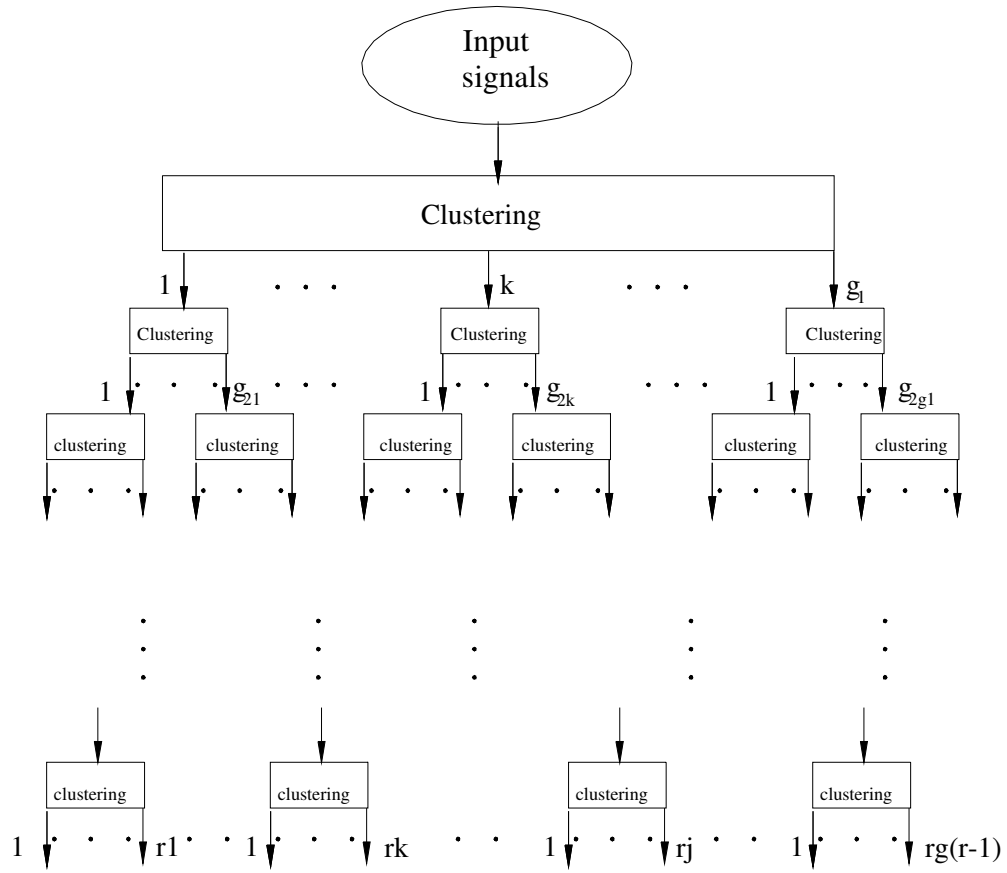 Input
signals
Clustering
1 . . . k . . . g₁
Clustering Clustering Clustering
1 . . . g₂₁ . . . 1 . . . g₂ₖ . . . 1 . . . g₂g₁
clustering clustering clustering clustering clustering clustering
clustering clustering clustering clustering
1 . . . r1 . . 1 . . . rk . . 1 . . . rj . . 1 . . . rg(r-1)